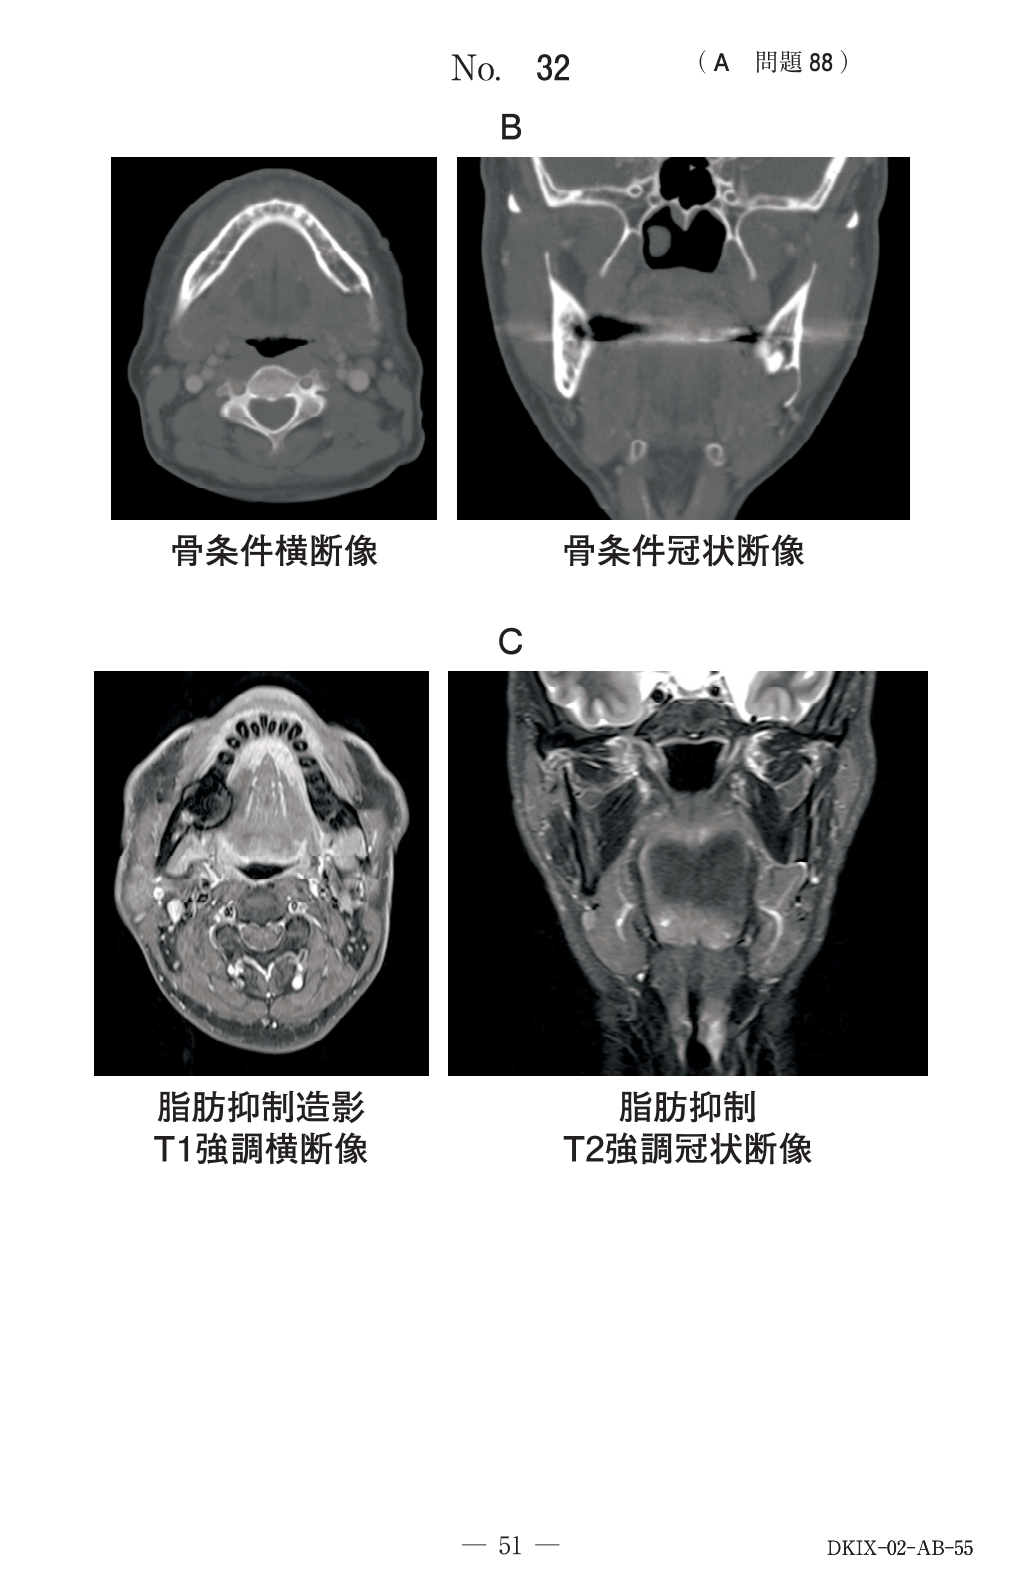 No. 32 （A 問題 88）
B
骨条件横断像
骨条件冠状断像
C
脂肪抑制造影
T1強調横断像
脂肪抑制
T2強調冠状断像
— 51 —
DKIX-02-AB-55